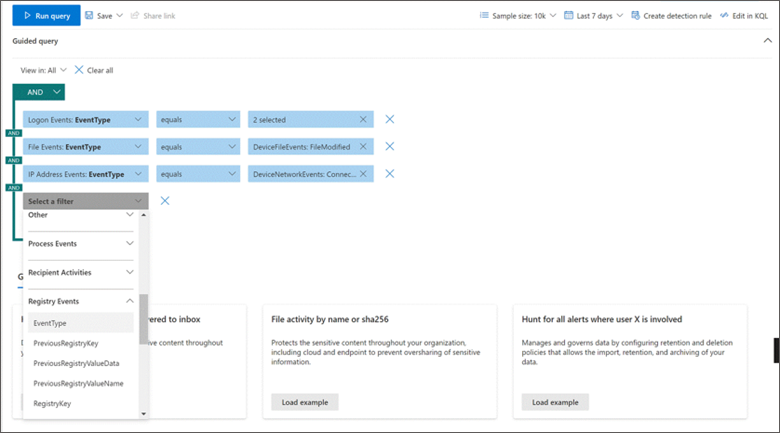 Run query Save Share link Sample size: 10k Last 7 days Create detection rule Edit in KQL
Guided query
View in: All Clear all
AND
Logon Events: EventType equals 2 selected
AND
File Events: EventType equals DeviceFileEvents: FileModified
AND
IP Address Events: EventType equals DeviceNetworkEvents: Connec...
AND
Select a filter
Other
Process Events
Recipient Activities
Registry Events
EventType
PreviousRegistryKey
PreviousRegistryValueData
PreviousRegistryValueName
RegistryKey
ered to inbox
ive content throughout
File activity by name or sha256
Protects the sensitive content throughout your organization,
including cloud and endpoint to prevent oversharing of sensitive
information.
Load example
Hunt for all alerts where user X is involved
Manages and governs data by configuring retention and deletion
policies that allows the import, retention, and archiving of your
data.
Load example